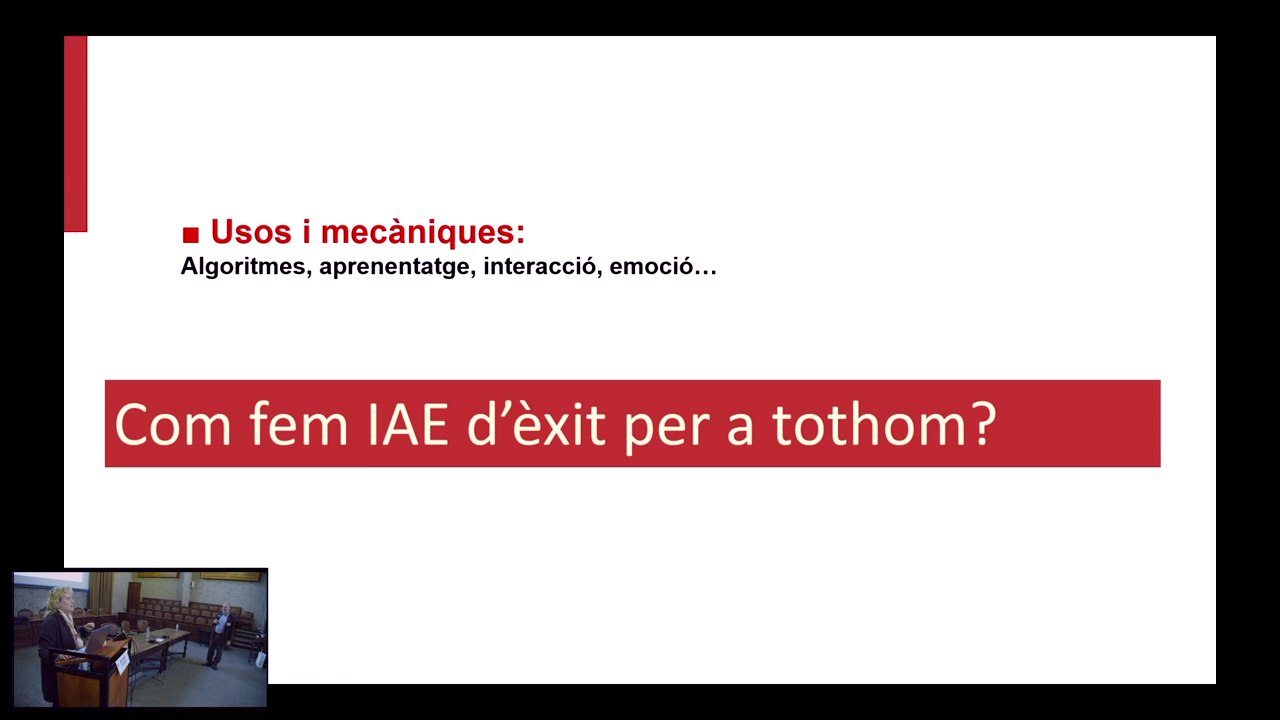 ■ Usos i mecàniques:
Algoritmes, aprenentatge, interacció, emoció…
Com fem IAE d’èxit per a tothom?